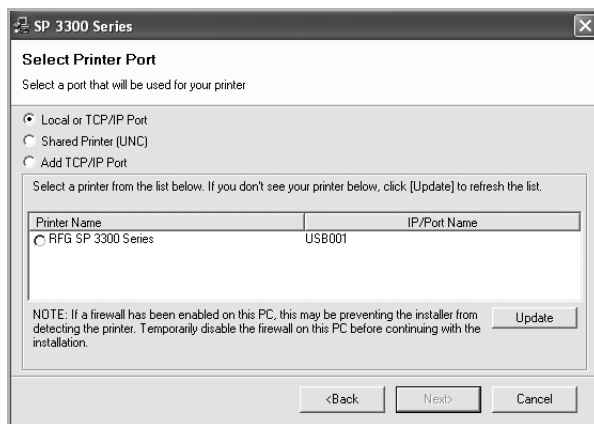 SP 3300 Series
Select Printer Port
Select a port that will be used for your printer
Local or TCP/IP Port
Shared Printer (UNC)
Add TCP/IP Port
Select a printer from the list below. If you don't see your printer below, click [Update] to refresh the list.
Printer Name IP/Port Name
RFG SP 3300 Series USB001
NOTE: If a firewall has been enabled on this PC, this may be preventing the installer from
detecting the printer. Temporarily disable the firewall on this PC before continuing with the
installation.
Update
<Back Next> Cancel